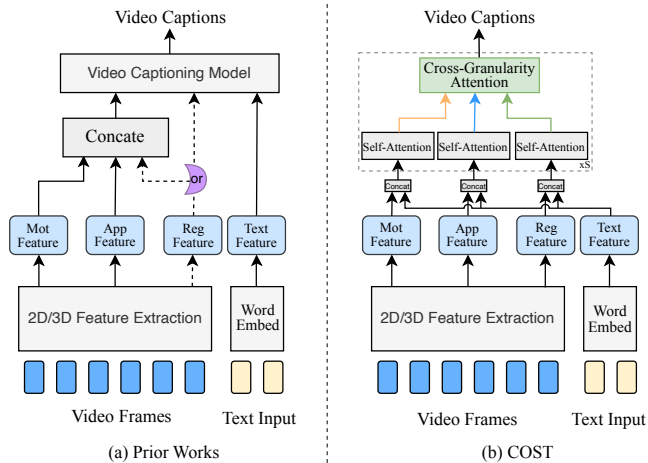 Video Captions
Video Captioning Model
Concate
or
Mot Feature
App Feature
Reg Feature
Text Feature
2D/3D Feature Extraction
Word Embed
Video Frames
Text Input
(a) Prior Works
Video Captions
Cross-Granularity Attention
Self-Attention
Self-Attention
Self-Attention
xS
Concat
Concat
Concat
Mot Feature
App Feature
Reg Feature
Text Feature
2D/3D Feature Extraction
Word Embed
Video Frames
Text Input
(b) COST